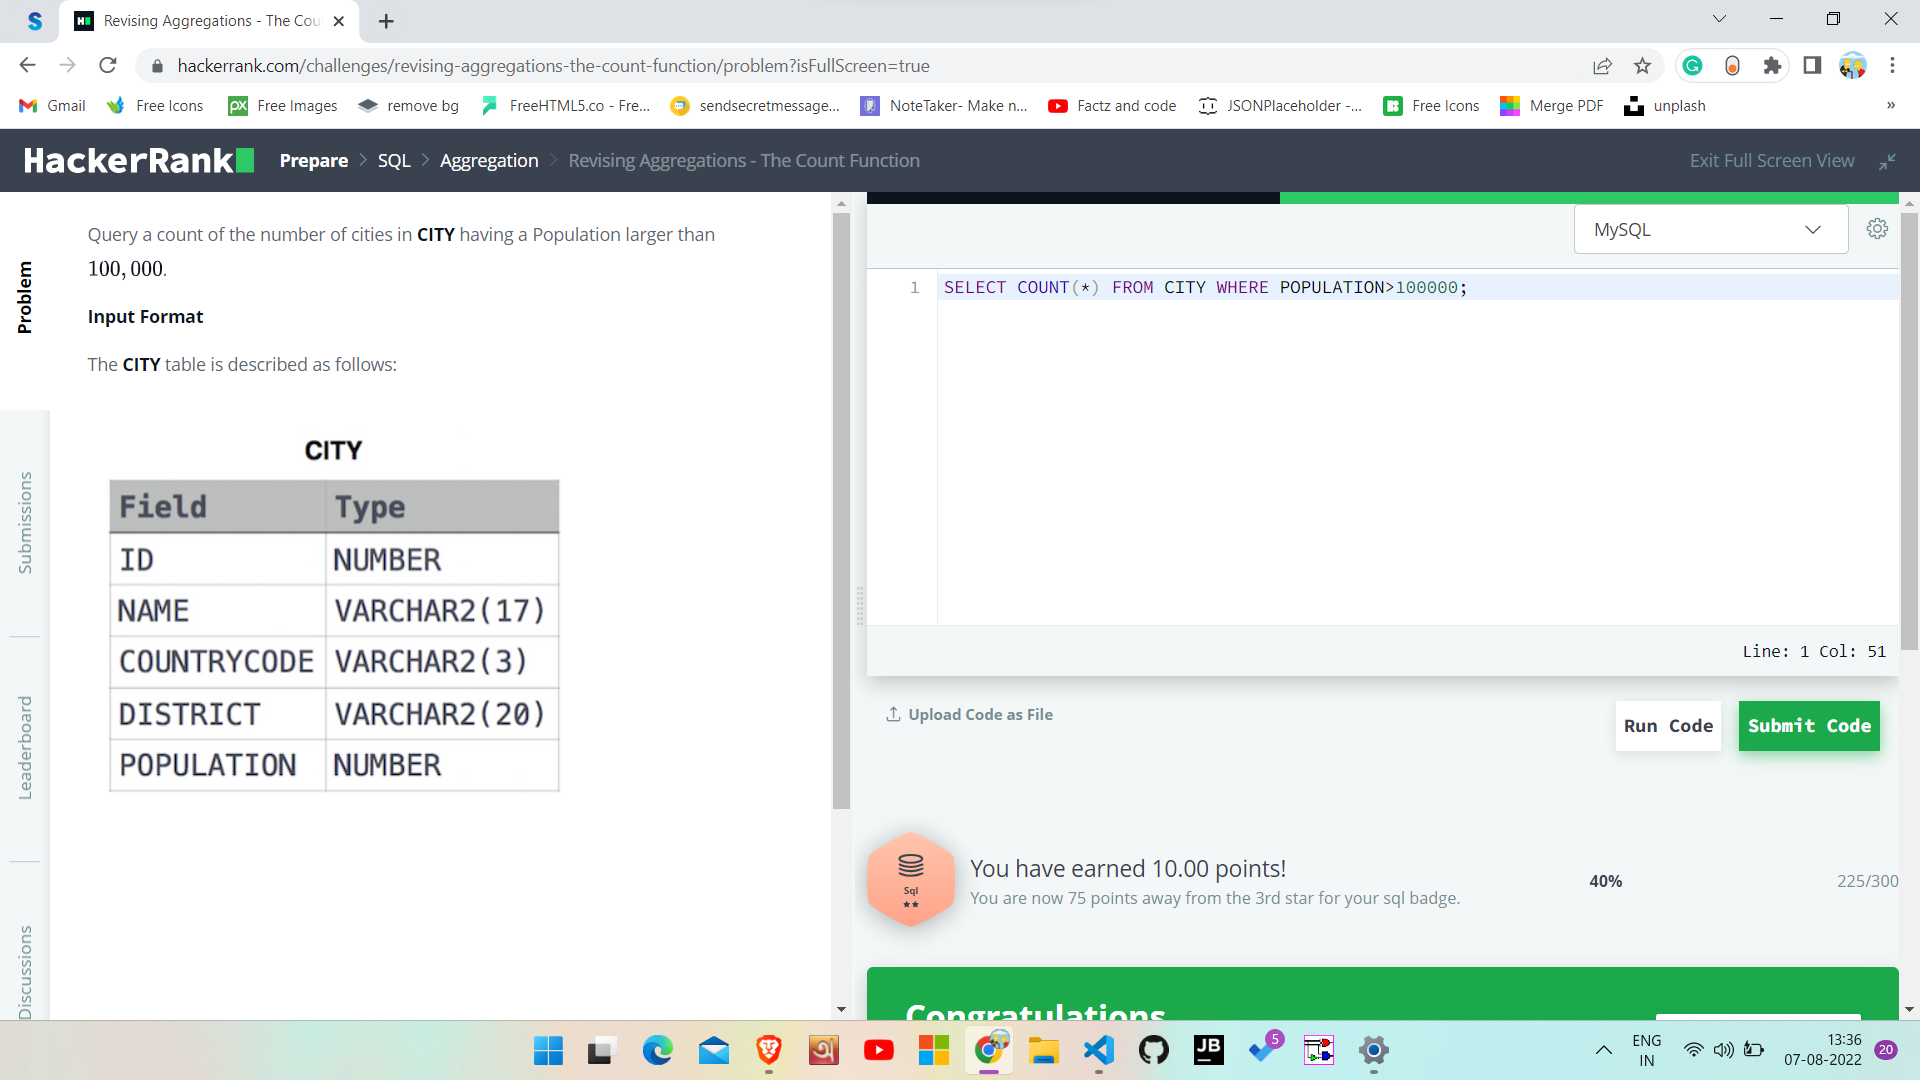 Revising Aggregations - The Cou
hackerrank.com/challenges/revising-aggregations-the-count-function/problem?isFullScreen=true
Gmail
Free Icons
Free Images
remove bg
FreeHTML5.co - Fre...
sendsecretmessage...
NoteTaker- Make n...
Factz and code
JSONPlaceholder -...
Free Icons
Merge PDF
unplash
»
HackerRank
Prepare > SQL > Aggregation > Revising Aggregations - The Count Function
Exit Full Screen View
Problem
Submissions
Leaderboard
Discussions
Query a count of the number of cities in CITY having a Population larger than
100,000.
Input Format
The CITY table is described as follows:
CITY
Field Type
ID NUMBER
NAME VARCHAR2(17)
COUNTRYCODE VARCHAR2(3)
DISTRICT VARCHAR2(20)
POPULATION NUMBER
MySQL
1 SELECT COUNT(*) FROM CITY WHERE POPULATION>100000;
Line: 1 Col: 51
Upload Code as File
Run Code
Submit Code
Sql
You have earned 10.00 points!
You are now 75 points away from the 3rd star for your sql badge.
40%
225/300
Congratulations
JB
5
ENG
IN
13:36
07-08-2022
20